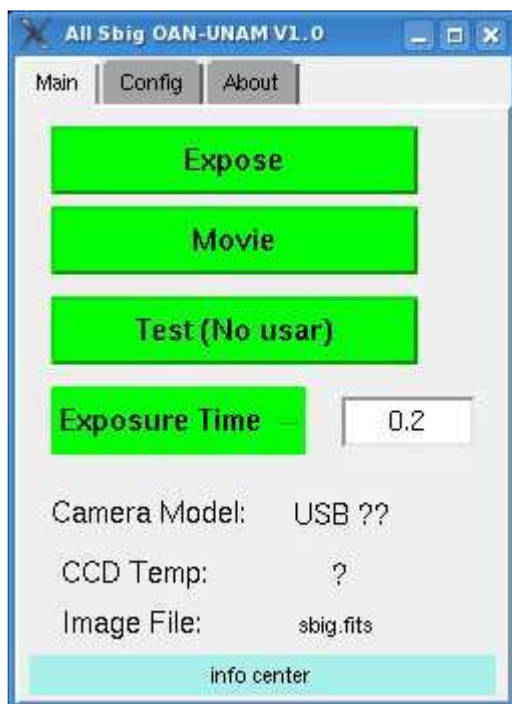 All Sbig OAN-UNAM V1.0
Main Config About
Expose
Movie
Test (No usar)
Exposure Time 0.2
Camera Model: USB ??
CCD Temp: ?
Image File: sbig.fits
info center